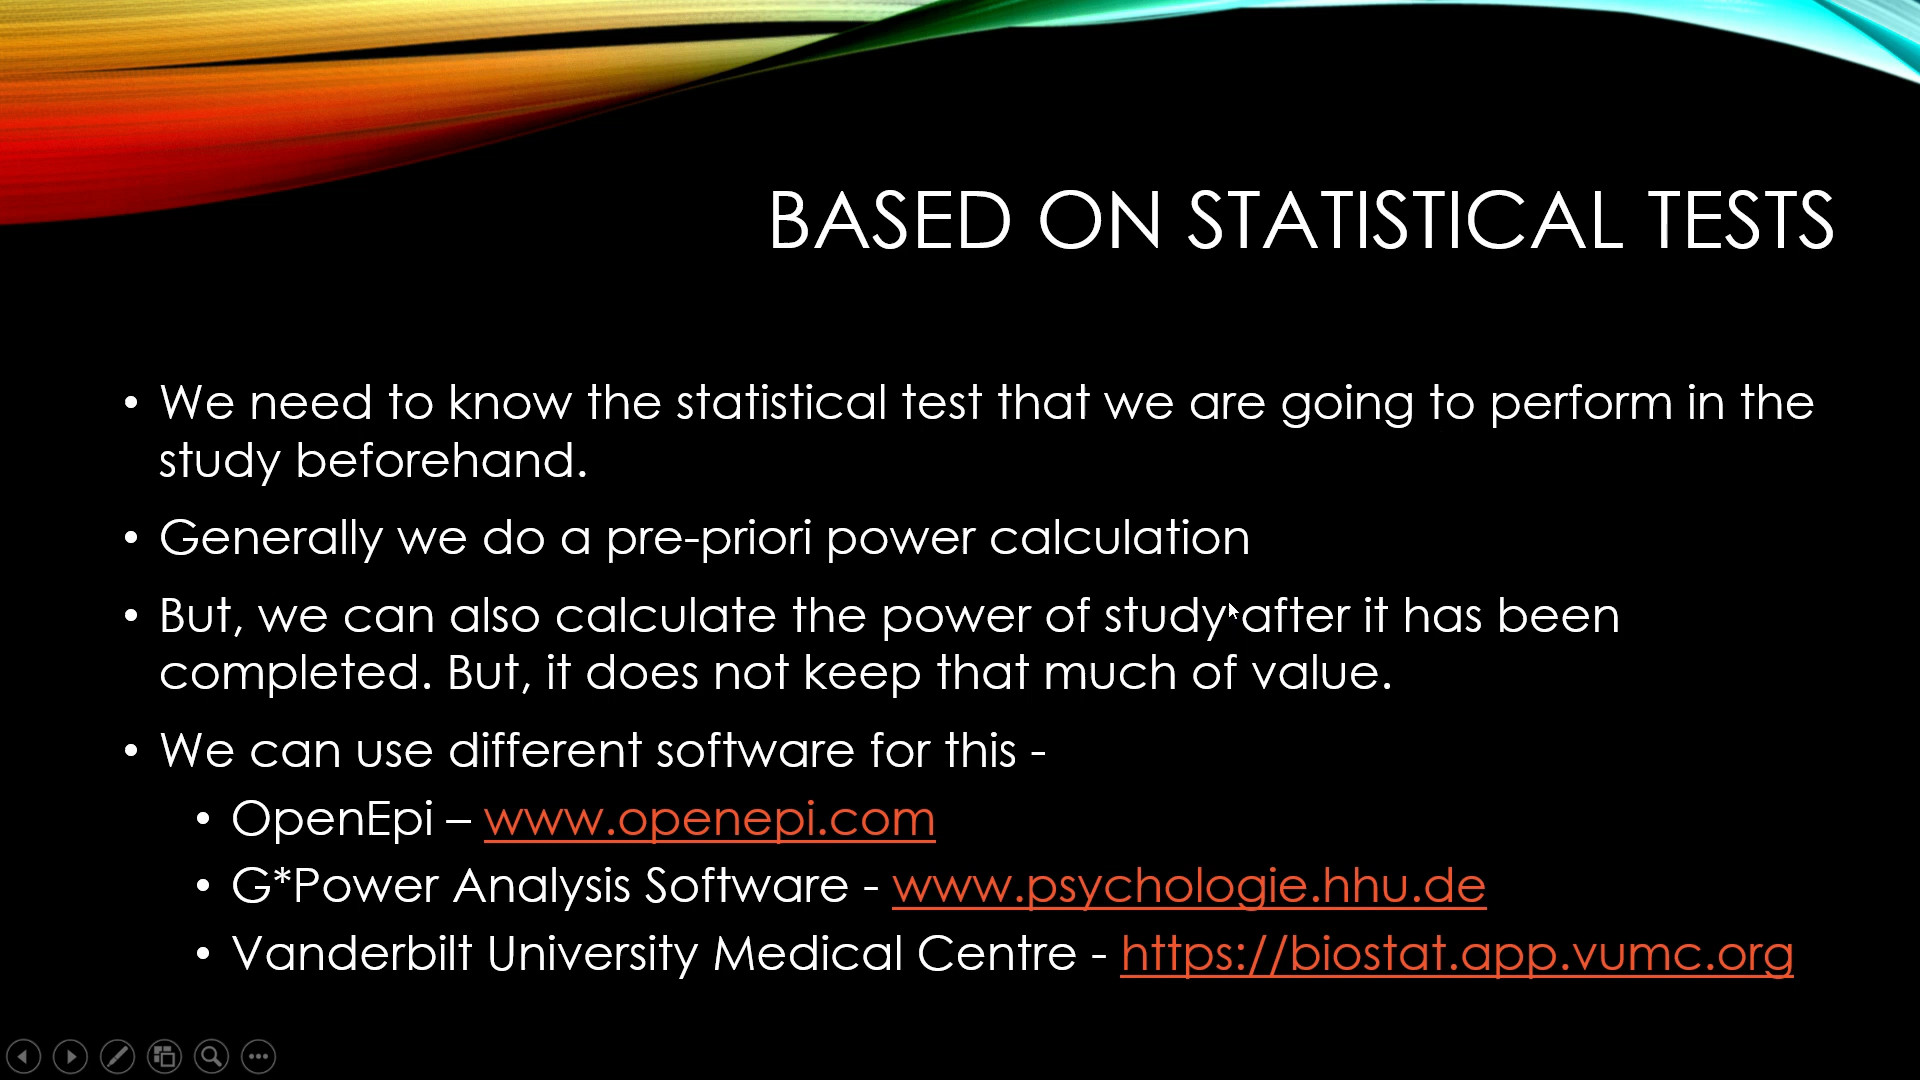 BASED ON STATISTICAL TESTS
• We need to know the statistical test that we are going to perform in the
study beforehand.
• Generally we do a pre-priori power calculation
• But, we can also calculate the power of study after it has been
completed. But, it does not keep that much of value.
• We can use different software for this -
• OpenEpi – www.openepi.com
• G*Power Analysis Software - www.psychologie.hhu.de
• Vanderbilt University Medical Centre - https://biostat.app.vumc.org